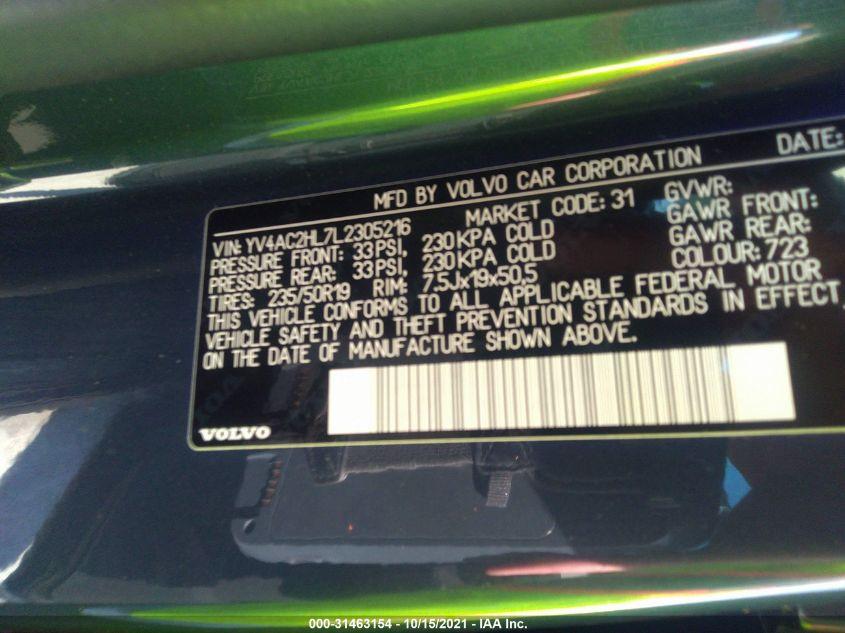 MFD BY VOLVO CAR CORPORATION DATE:
VIN: YV4AC2HL7L2305216 MARKET CODE: 31 GVWR:
PRESSURE FRONT: 33PSI, 230KPA COLD GAWR FRONT:
PRESSURE REAR: 33PSI, 230KPA COLD GAWR REAR:
TIRES: 235/50R19 RIM: 7.5Jx19x50.5 COLOUR: 723
THIS VEHICLE CONFORMS TO ALL APPLICABLE FEDERAL MOTOR
VEHICLE SAFETY AND THEFT PREVENTION STANDARDS IN EFFECT
ON THE DATE OF MANUFACTURE SHOWN ABOVE.
VOLVO
000-31463154 - 10/15/2021 - IAA Inc.